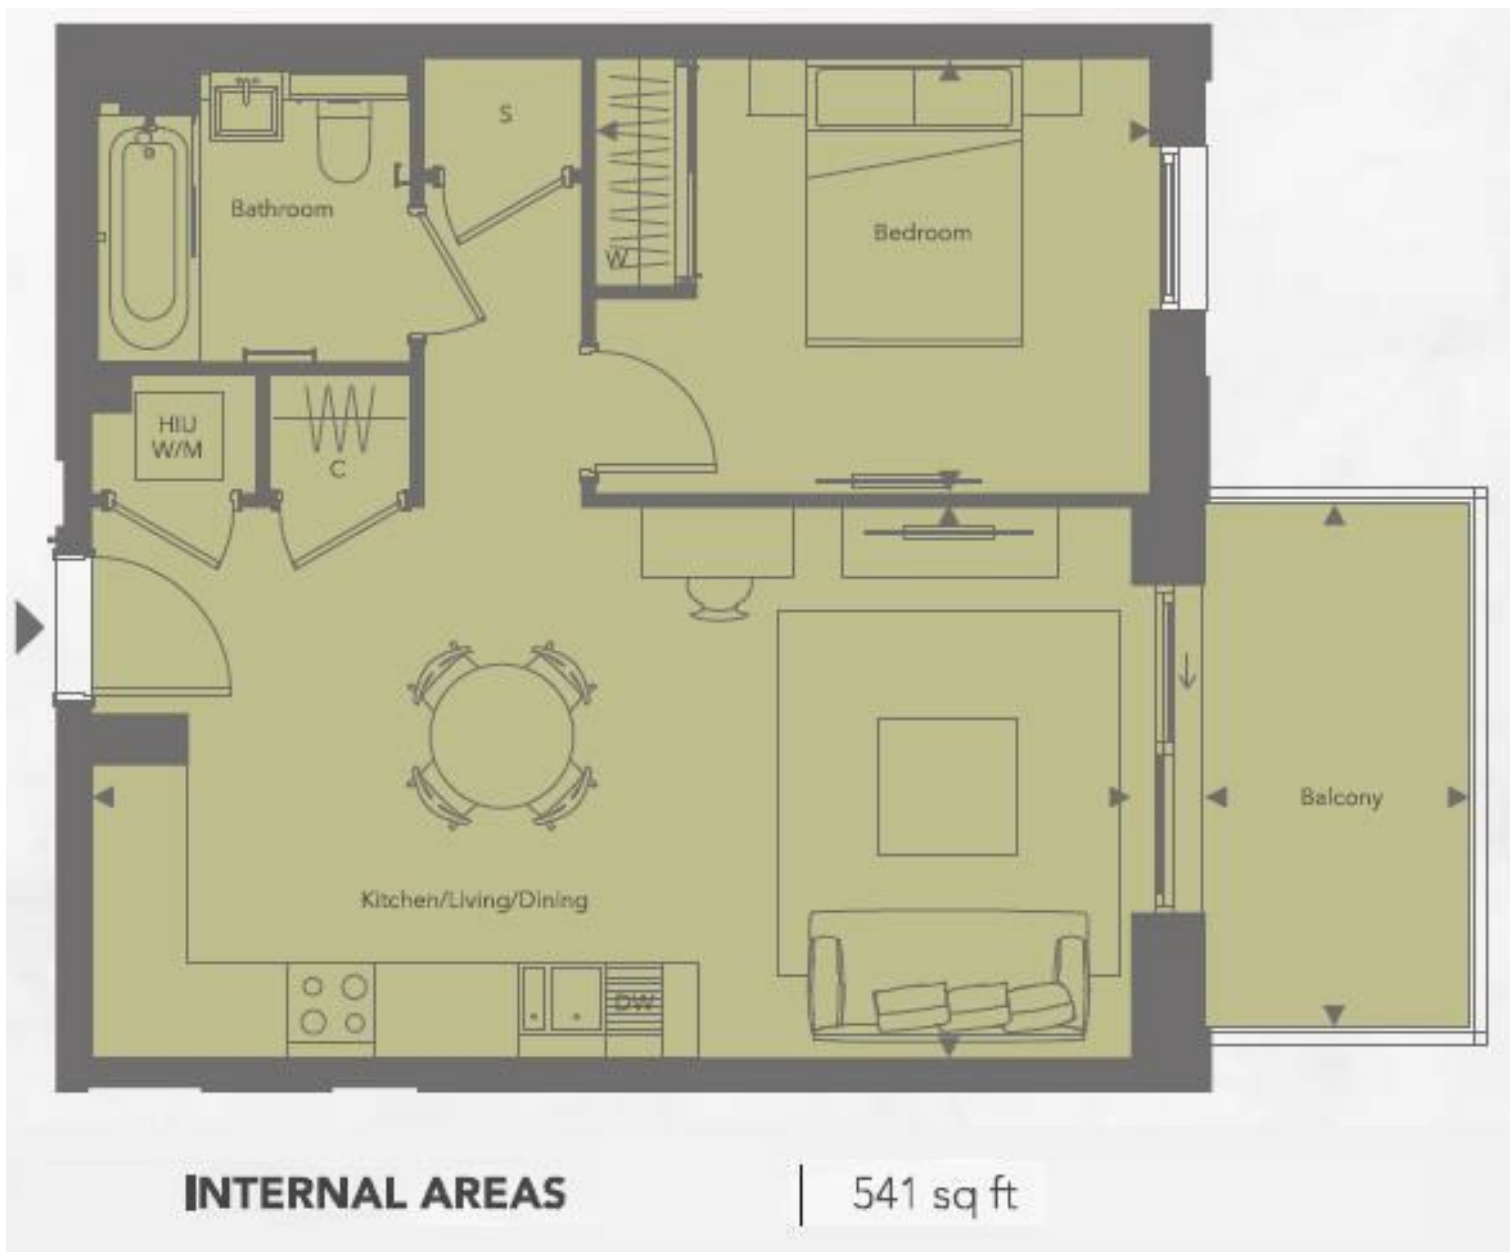 S
Bathroom
Bedroom
W
HIU
W/M
C
Balcony
Kitchen/Living/Dining
DW
INTERNAL AREAS
541 sq ft